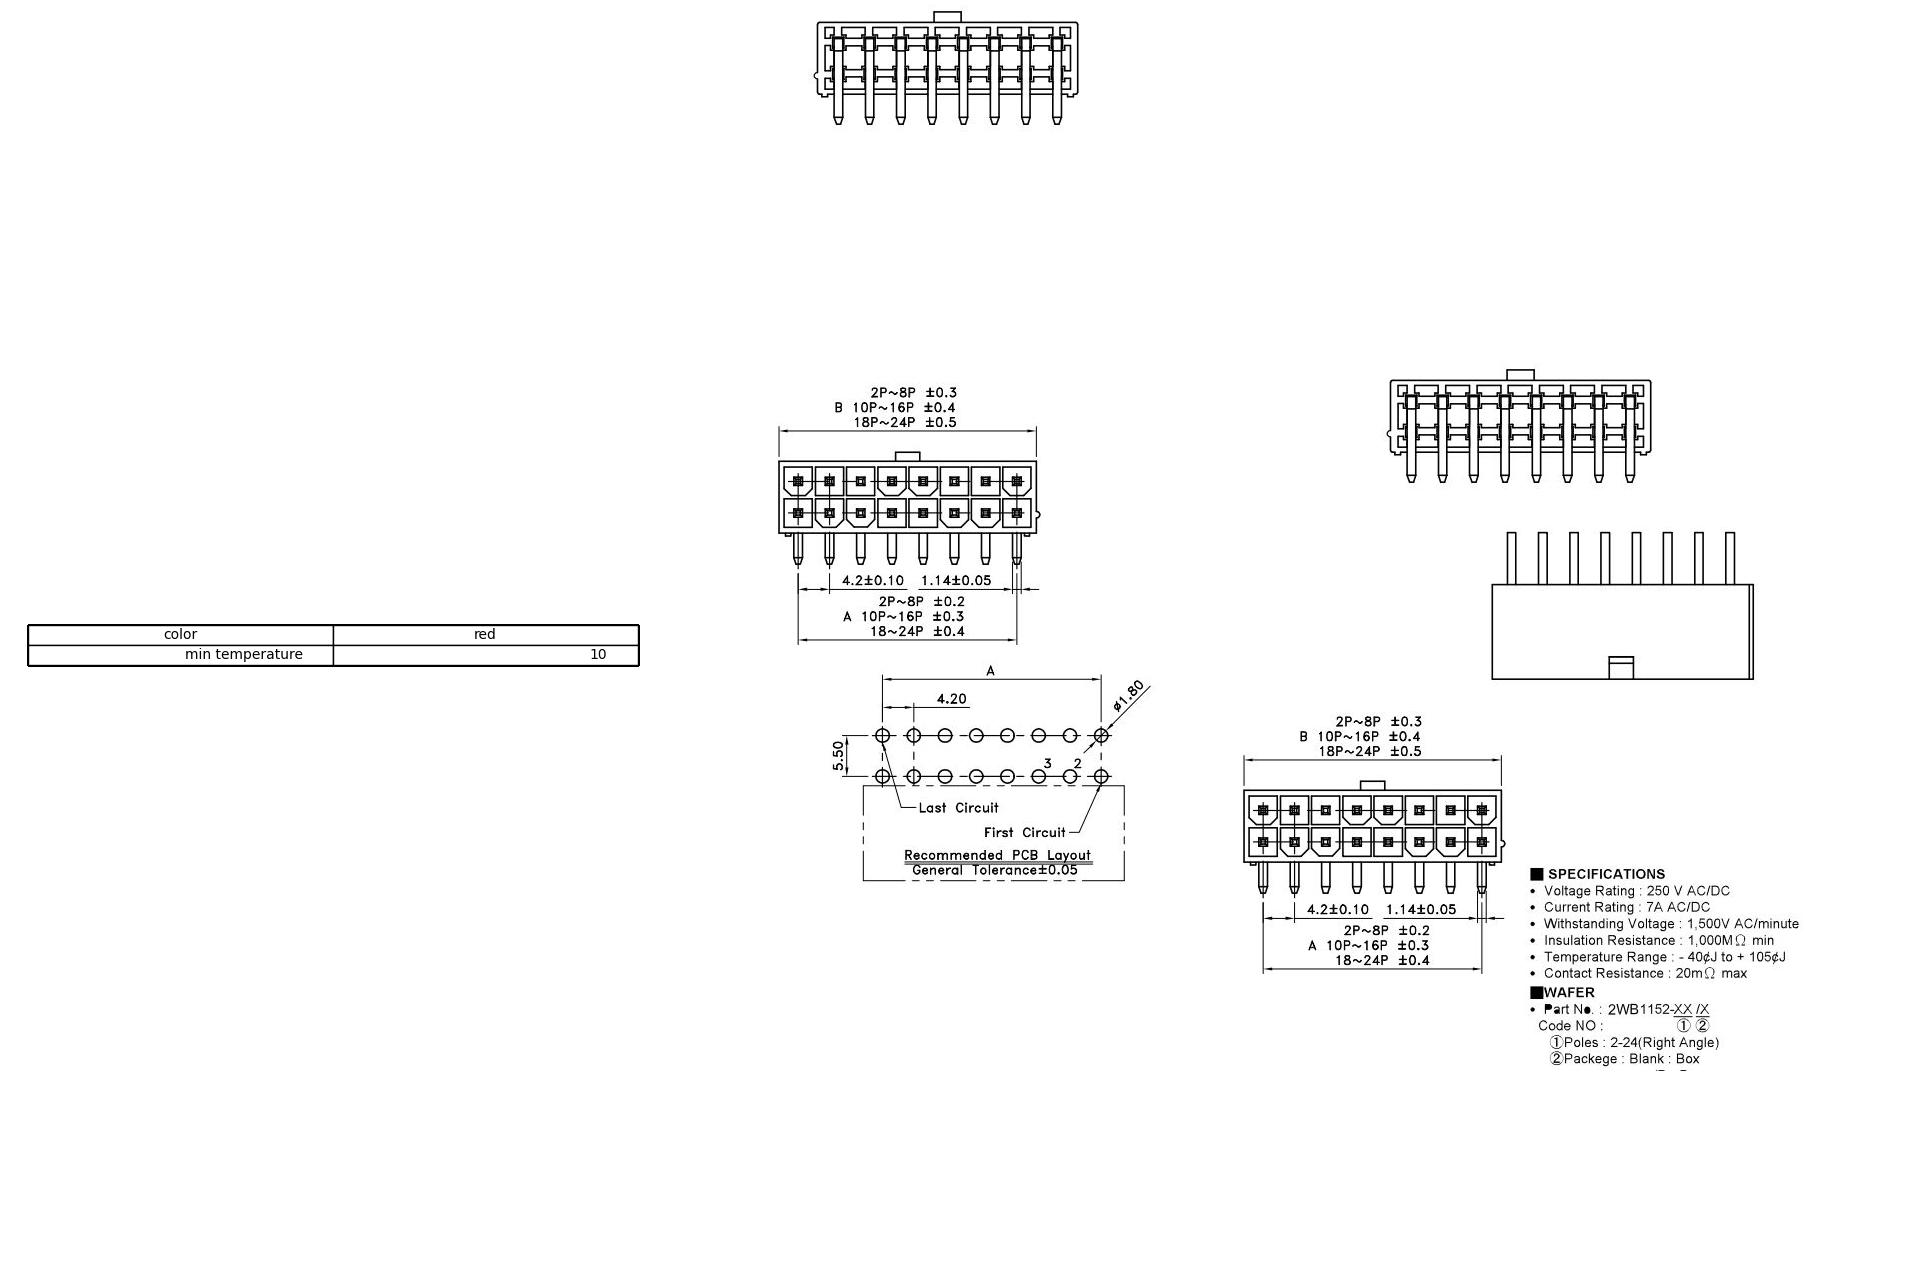 2P~8P ±0.3
B 10P~16P ±0.4
18P~24P ±0.5
4.2±0.10 1.14±0.05
2P~8P ±0.2
A 10P~16P ±0.3
18~24P ±0.4
color red
min temperature 10
A
4.20
ø1.80
5.50
3 2
Last Circuit
First Circuit
Recommended PCB Layout
General Tolerance±0.05
2P~8P ±0.3
B 10P~16P ±0.4
18P~24P ±0.5
4.2±0.10 1.14±0.05
2P~8P ±0.2
A 10P~16P ±0.3
18~24P ±0.4
■ SPECIFICATIONS
• Voltage Rating : 250 V AC/DC
• Current Rating : 7A AC/DC
• Withstanding Voltage : 1,500V AC/minute
• Insulation Resistance : 1,000MΩ min
• Temperature Range : - 40¢J to + 105¢J
• Contact Resistance : 20mΩ max
■WAFER
• Part No. : 2WB1152-XX /X
Code NO : ① ②
①Poles : 2-24(Right Angle)
②Packege : Blank : Box